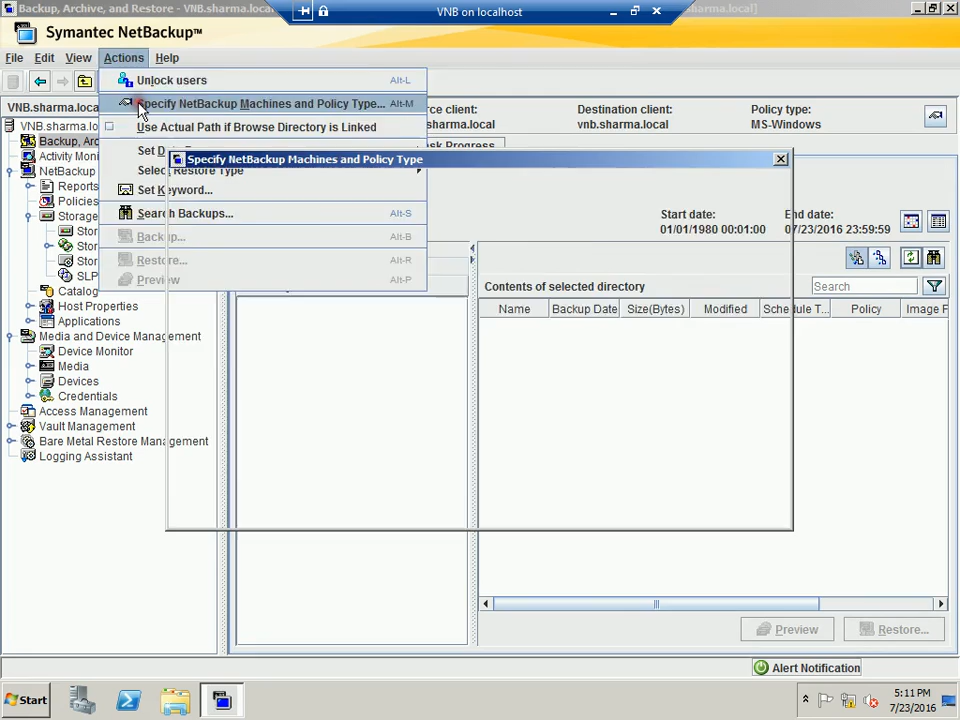 Backup, Archive, and Restore - VNB.sharma.local
VNB on localhost
Symantec NetBackup™
File Edit View Actions Help
Unlock users Alt-L
Specify NetBackup Machines and Policy Type... Alt-M
Use Actual Path if Browse Directory is Linked
Restore Type
Set Keyword...
Search Backups... Alt-S
Backup... Alt-B
Restore... Alt-R
Preview Alt-P
Specify NetBackup Machines and Policy Type
Destination client:
vnb.sharma.local
Policy type:
MS-Windows
Start date:
01/01/1980 00:01:00
End date:
07/23/2016 23:59:59
Contents of selected directory
Search
Name Backup Date Size(Bytes) Modified Policy
Activity Moni
NetBackup
Reports
Policies
Storage
SLP
Catalog
Host Properties
Applications
Media and Device Management
Device Monitor
Media
Devices
Credentials
Access Management
Vault Management
Bare Metal Restore Management
Logging Assistant
Preview Restore...
Alert Notification
Start
5:11 PM
7/23/2016